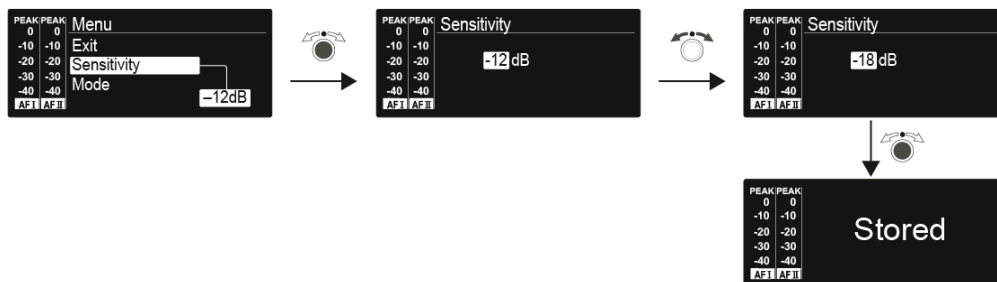 PEAK PEAK Menu
0 0
-10 -10 Exit
-20 -20 Sensitivity
-30 -30 Mode
-40 -40 –12dB
AF I AF II
PEAK PEAK Sensitivity
0 0
-10 -10
-20 -20 -12 dB
-30 -30
-40 -40
AF I AF II
PEAK PEAK Sensitivity
0 0
-10 -10
-20 -20 -18 dB
-30 -30
-40 -40
AF I AF II
PEAK PEAK
0 0
-10 -10
-20 -20 Stored
-30 -30
-40 -40
AF I AF II